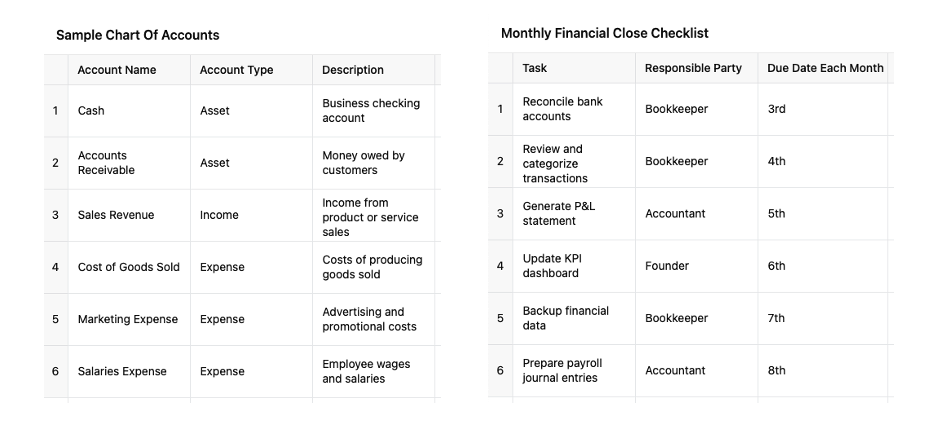 Sample Chart Of Accounts
Account Name Account Type Description
1 Cash Asset Business checking
account
2 Accounts
Receivable Asset Money owed by
customers
3 Sales Revenue Income Income from
product or service
sales
4 Cost of Goods Sold Expense Costs of producing
goods sold
5 Marketing Expense Expense Advertising and
promotional costs
6 Salaries Expense Expense Employee wages
and salaries
Monthly Financial Close Checklist
Task Responsible Party Due Date Each Month
1 Reconcile bank
accounts Bookkeeper 3rd
2 Review and
categorize
transactions Bookkeeper 4th
3 Generate P&L
statement Accountant 5th
4 Update KPI
dashboard Founder 6th
5 Backup financial
data Bookkeeper 7th
6 Prepare payroll
journal entries Accountant 8th